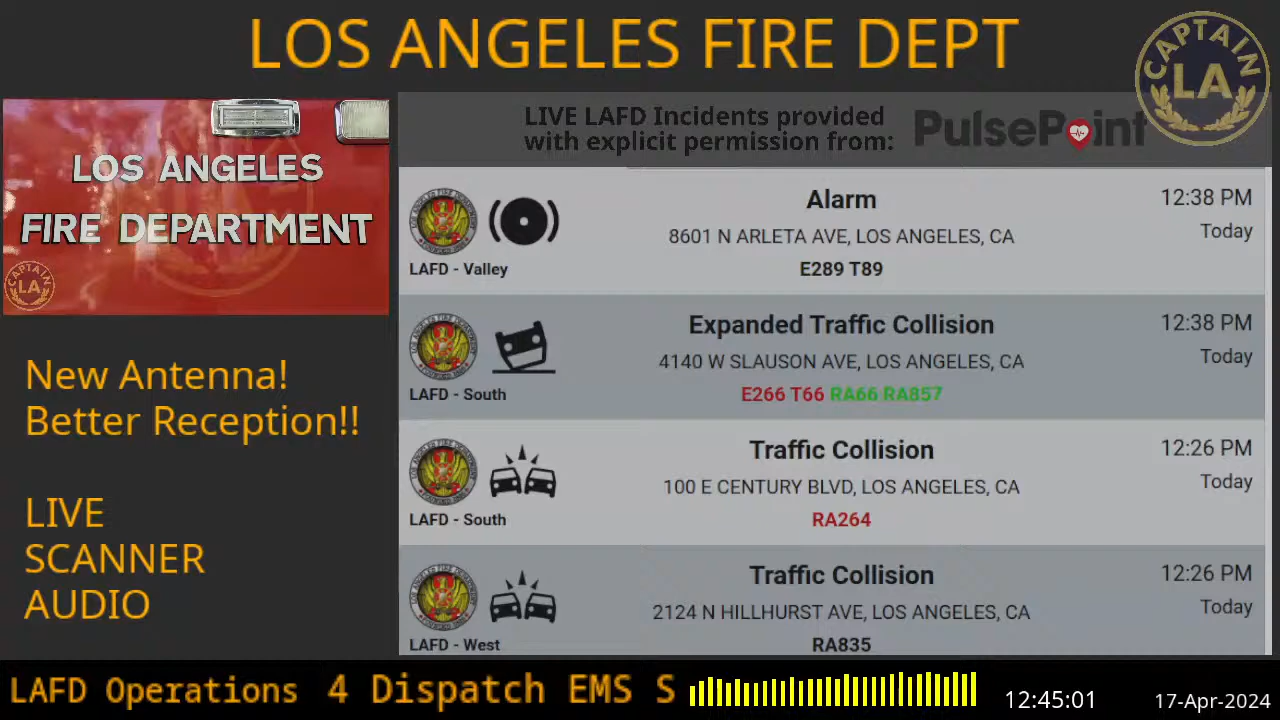 LOS ANGELES FIRE DEPT
CAPTAIN
LA
LOS ANGELES
FIRE DEPARTMENT
CAPTAIN
LA
LIVE LAFD Incidents provided
with explicit permission from:
PulsePoint
Alarm
12:38 PM
8601 N ARLETA AVE, LOS ANGELES, CA
Today
LAFD - Valley
E289 T89
Expanded Traffic Collision
12:38 PM
4140 W SLAUSON AVE, LOS ANGELES, CA
Today
LAFD - South
E266 T66 RA66 RA857
Traffic Collision
12:26 PM
100 E CENTURY BLVD, LOS ANGELES, CA
Today
LAFD - South
RA264
Traffic Collision
12:26 PM
2124 N HILLHURST AVE, LOS ANGELES, CA
Today
LAFD - West
RA835
New Antenna!
Better Reception!!
LIVE
SCANNER
AUDIO
LAFD Operations 4 Dispatch EMS S
12:45:01
17-Apr-2024